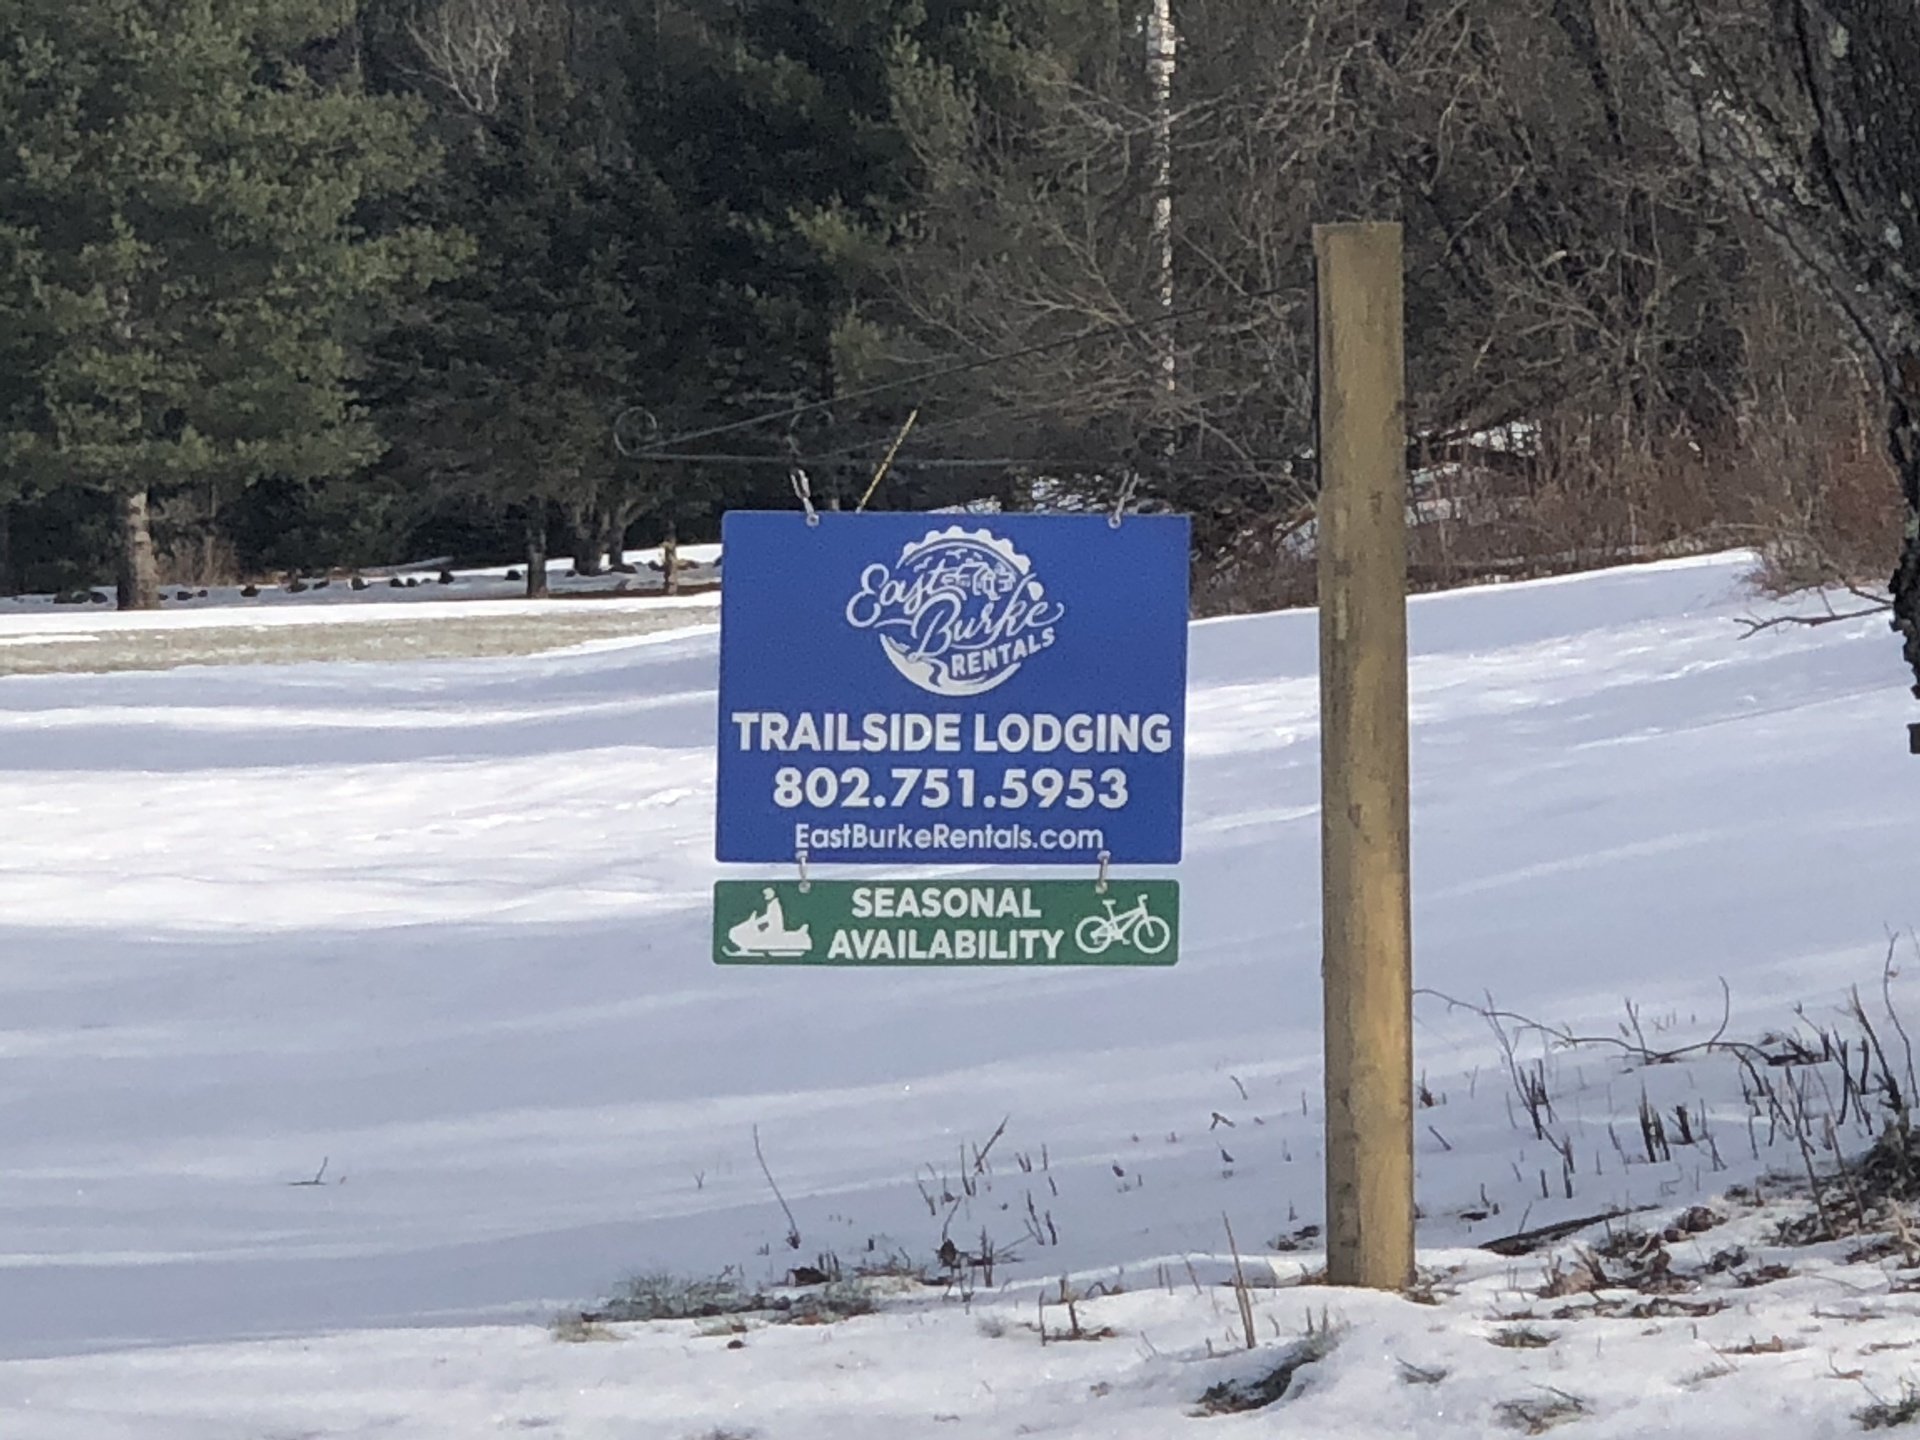 East
Burke
RENTALS
TRAILSIDE LODGING
802.751.5953
EastBurkeRentals.com
SEASONAL
AVAILABILITY